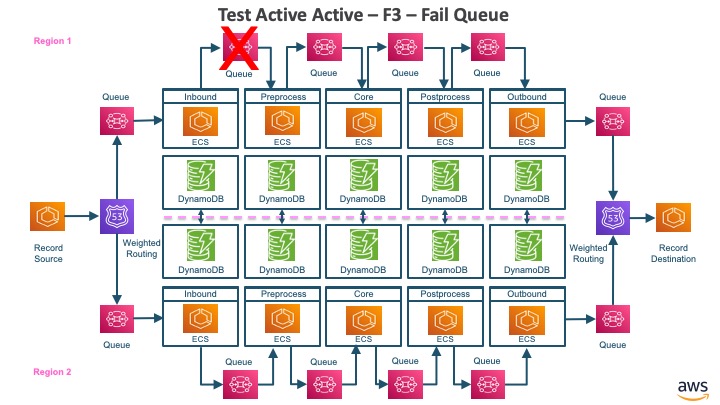 Test Active Active – F3 – Fail Queue
Region 1
Queue
Queue
Queue
Queue
Queue
Inbound
Preprocess
Core
Postprocess
Outbound
Queue
ECS
ECS
ECS
ECS
ECS
DynamoDB
DynamoDB
DynamoDB
DynamoDB
DynamoDB
53
53
Record
Source
Weighted
Routing
Weighted
Routing
Record
Destination
DynamoDB
DynamoDB
DynamoDB
DynamoDB
DynamoDB
Inbound
Preprocess
Core
Postprocess
Outbound
ECS
ECS
ECS
ECS
ECS
Queue
Queue
Queue
Queue
Queue
Queue
Region 2
aws